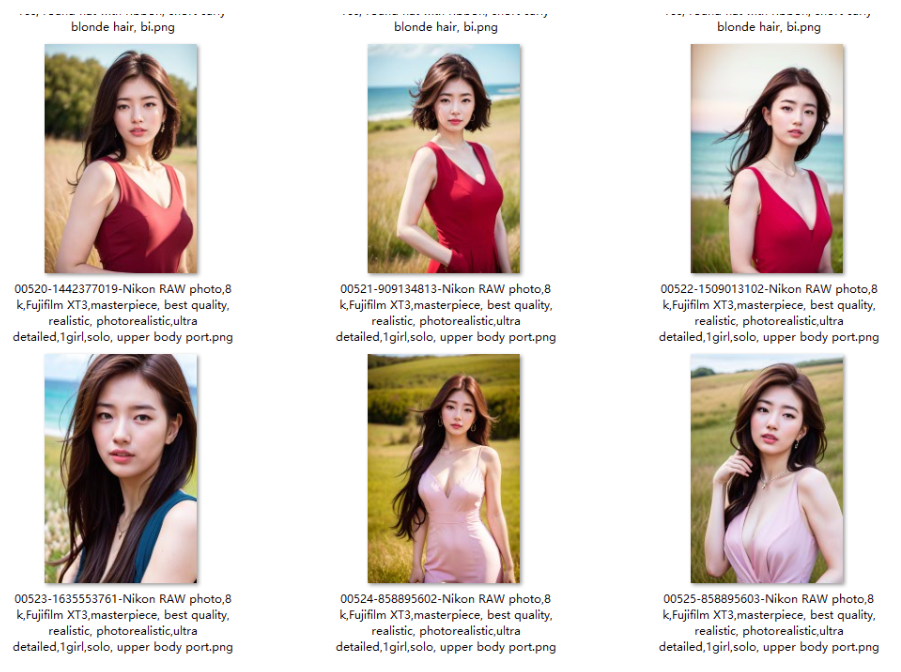 blonde hair, bi.png
blonde hair, bi.png
blonde hair, bi.png
00520-1442377019-Nikon RAW photo,8
k,Fujifilm XT3,masterpiece, best quality,
realistic, photorealistic,ultra
detailed,1girl,solo, upper body port.png
00521-909134813-Nikon RAW photo,8
k,Fujifilm XT3,masterpiece, best quality,
realistic, photorealistic,ultra
detailed,1girl,solo, upper body port.png
00522-1509013102-Nikon RAW photo,8
k,Fujifilm XT3,masterpiece, best quality,
realistic, photorealistic,ultra
detailed,1girl,solo, upper body port.png
00523-1635553761-Nikon RAW photo,8
k,Fujifilm XT3,masterpiece, best quality,
realistic, photorealistic,ultra
detailed,1girl,solo, upper body port.png
00524-858895602-Nikon RAW photo,8
k,Fujifilm XT3,masterpiece, best quality,
realistic, photorealistic,ultra
detailed,1girl,solo, upper body port.png
00525-858895603-Nikon RAW photo,8
k,Fujifilm XT3,masterpiece, best quality,
realistic, photorealistic,ultra
detailed,1girl,solo, upper body port.png